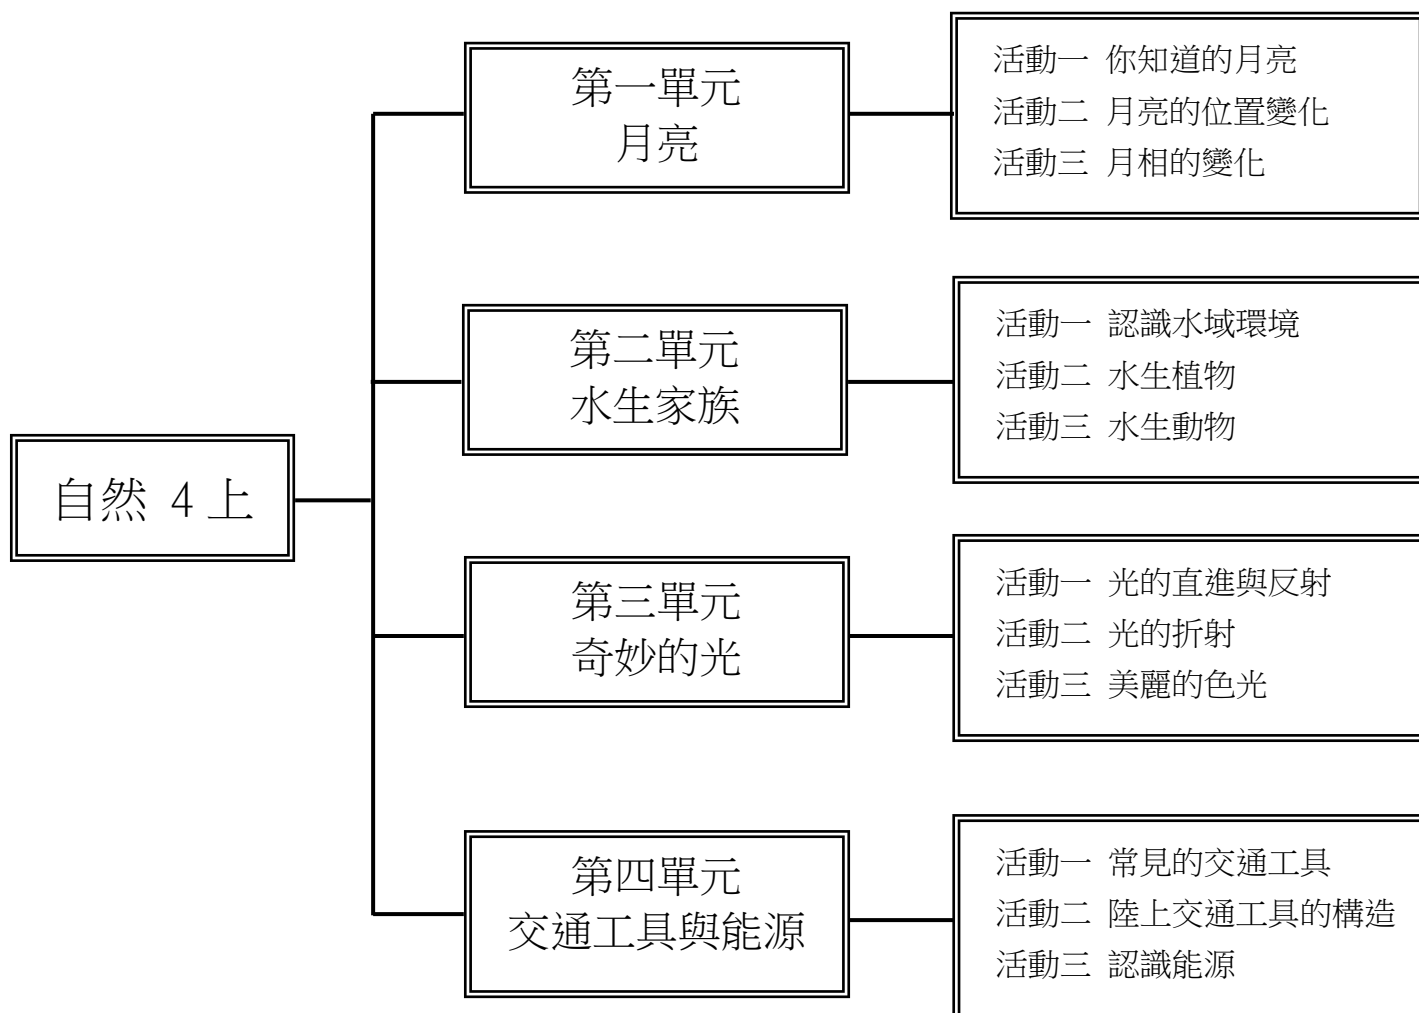 自然 4上
第一單元
月亮
活動一 你知道的月亮
活動二 月亮的位置變化
活動三 月相的變化
第二單元
水生家族
活動一 認識水域環境
活動二 水生植物
活動三 水生動物
第三單元
奇妙的光
活動一 光的直進與反射
活動二 光的折射
活動三 美麗的色光
第四單元
交通工具與能源
活動一 常見的交通工具
活動二 陸上交通工具的構造
活動三 認識能源